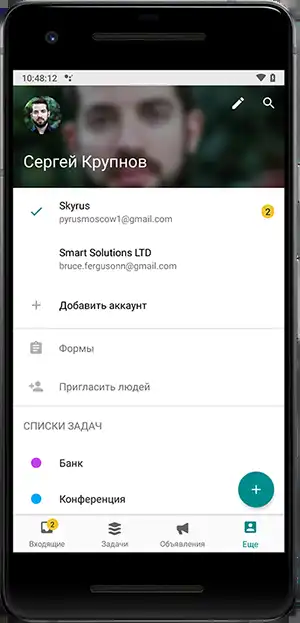 10:48:12
Сергей Крупнов
Skyrus
pyrusmoscow1@gmail.com
2
Smart Solutions LTD
bruce.fergusonn@gmail.com
Добавить аккаунт
Формы
Пригласить людей
СПИСКИ ЗАДАЧ
Банк
Конференция
2
Входящие
Задачи
Объявления
Еще